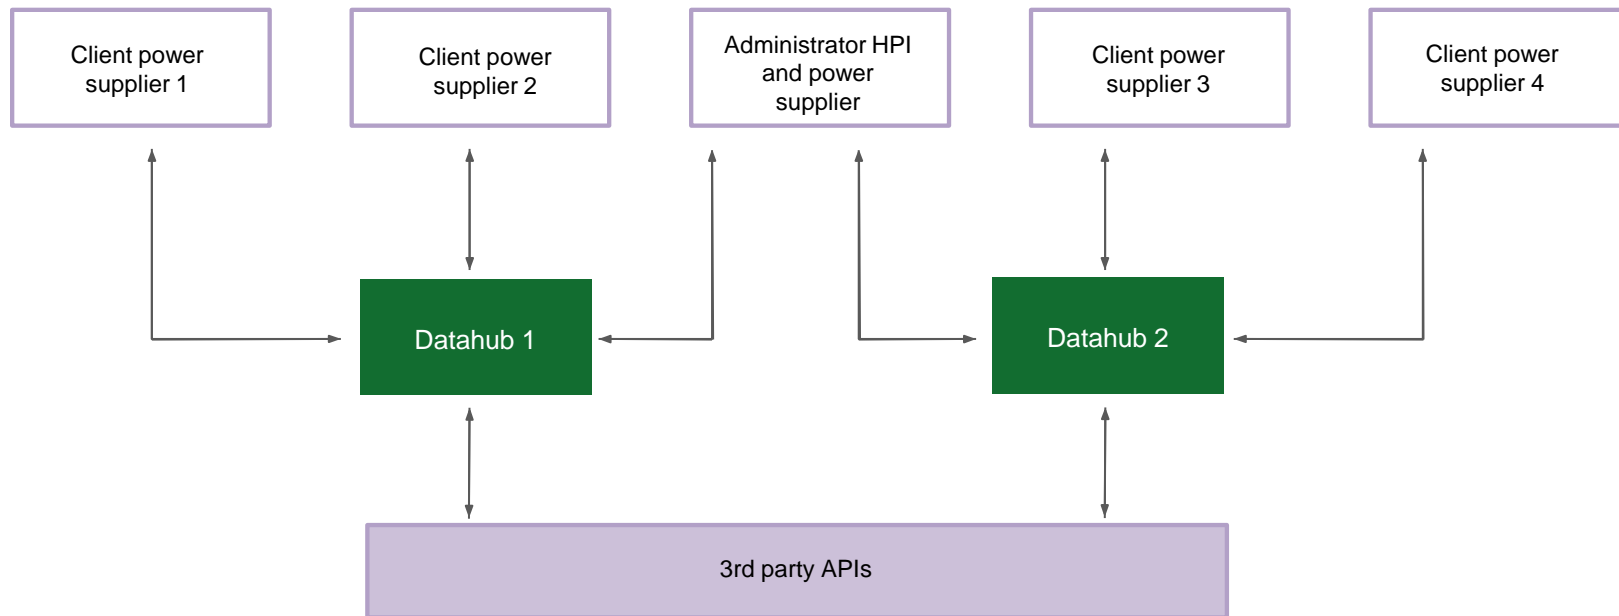 Client power
supplier 1
Client power
supplier 2
Administrator HPI
and power
supplier
Client power
supplier 3
Client power
supplier 4
Datahub 1
Datahub 2
3rd party APIs